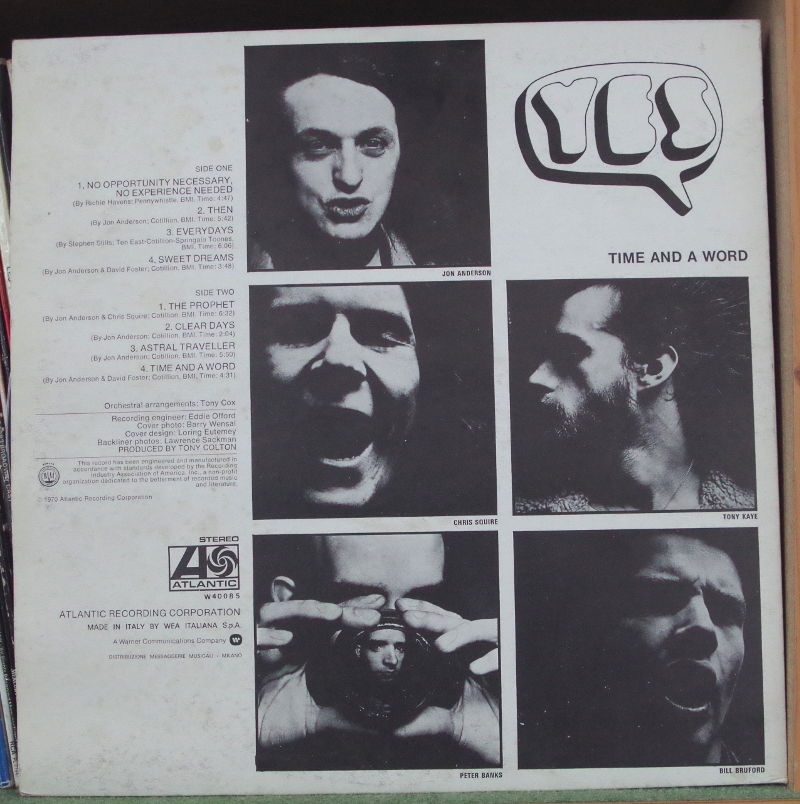 YES
TIME AND A WORD
SIDE ONE
1. NO OPPORTUNITY NECESSARY,
NO EXPERIENCE NEEDED
(By Richie Havens; Pennywhistle, BMI. Time: 4:47)
2. THEN
(By Jon Anderson; Cotillion, BMI. Time: 5:42)
3. EVERYDAYS
(By Stephen Stills; Ten East-Cotillion-Springalo Toones,
BMI. Time: 6:06)
4. SWEET DREAMS
(By Jon Anderson & David Foster; Cotillion, BMI. Time: 3:48)
SIDE TWO
1. THE PROPHET
(By Jon Anderson & Chris Squire; Cotillion, BMI. Time: 6:32)
2. CLEAR DAYS
(By Jon Anderson; Cotillion, BMI. Time: 2:04)
3. ASTRAL TRAVELLER
(By Jon Anderson; Cotillion, BMI. Time: 5:50)
4. TIME AND A WORD
(By Jon Anderson & David Foster; Cotillion, BMI. Time: 4:31)
Orchestral arrangements: Tony Cox
Recording engineer: Eddie Offord
Cover photo: Barry Wensal
Cover design: Loring Eutemey
Backliner photos: Lawrence Sackman
PRODUCED BY TONY COLTON
This record has been engineered and manufactured in
accordance with standards developed by the Recording
Industry Association of America, Inc., a non-profit
organization dedicated to the betterment of recorded music
and literature.
© 1970 Atlantic Recording Corporation
STEREO
ATLANTIC
W40085
ATLANTIC RECORDING CORPORATION
MADE IN ITALY BY WEA ITALIANA S.p.A.
A Warner Communications Company
DISTRIBUZIONE MESSAGGERIE MUSICALI - MILANO
JON ANDERSON
CHRIS SQUIRE
TONY KAYE
PETER BANKS
BILL BRUFORD